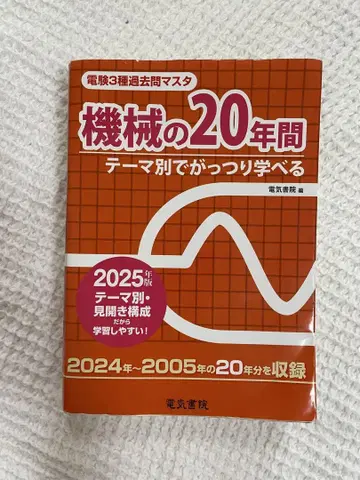 電験3種過去問マスタ
機械の20年間
テーマ別でがっつり学べる
電気書院 編
2025年版
テーマ別・
見開き構成
だから
学習しやすい!
2024年～2005年の20年分を収録
電気書院